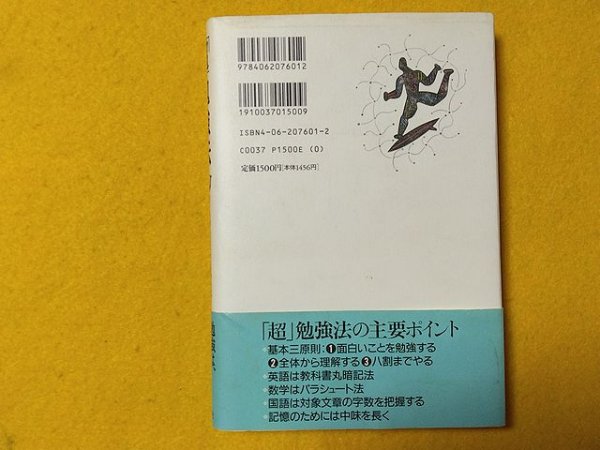 9784062076012
1910037015009
ISBN4-06-207601-2
C0037 P1500E (0)
定価1500円[本体1456円]
「超」勉強法の主要ポイント
・基本三原則:❶面白いことを勉強する
❷全体から理解する❸八割までやる
・英語は教科書丸暗記法
・数学はパラシュート法
・国語は対象文章の字数を把握する
・記憶のためには中味を長く